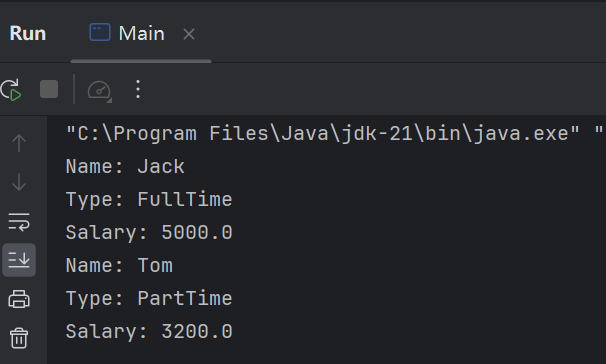 Run Main
"C:\Program Files\Java\jdk-21\bin\java.exe" "
Name: Jack
Type: FullTime
Salary: 5000.0
Name: Tom
Type: PartTime
Salary: 3200.0